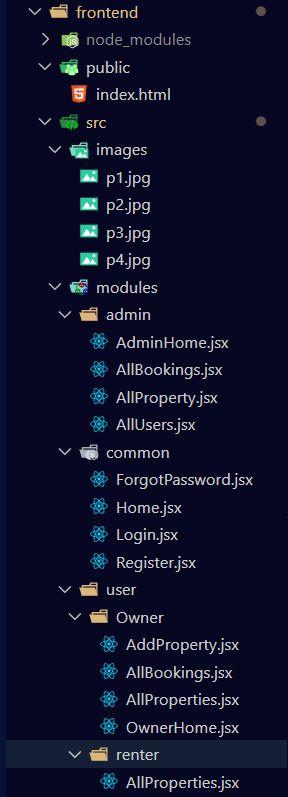 frontend
node_modules
public
index.html
src
images
p1.jpg
p2.jpg
p3.jpg
p4.jpg
modules
admin
AdminHome.jsx
AllBookings.jsx
AllProperty.jsx
AllUsers.jsx
common
ForgotPassword.jsx
Home.jsx
Login.jsx
Register.jsx
user
Owner
AddProperty.jsx
AllBookings.jsx
AllProperties.jsx
OwnerHome.jsx
renter
AllProperties.jsx